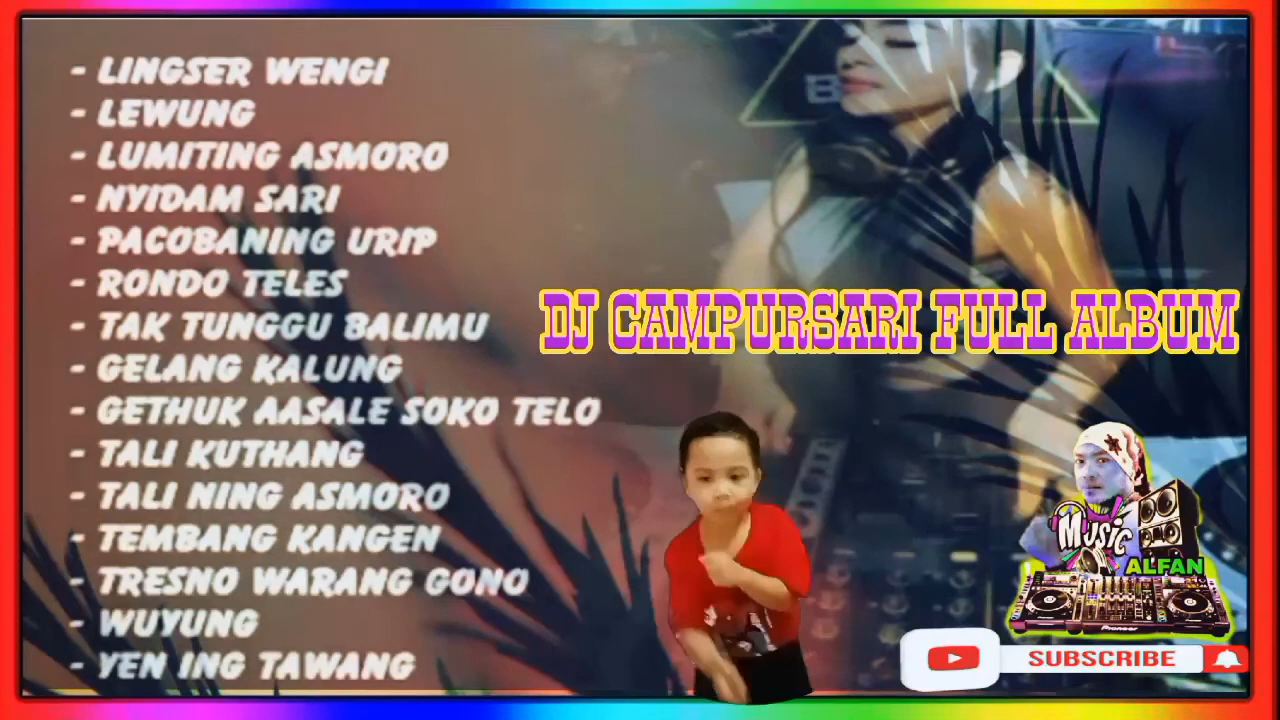 - LINGSER WENGI
- LEWUNG
- LUMITING ASMORO
- NYIDAM SARI
- PACOBANING URIP
- RONDO TELES
- TAK TUNGGU BALIMU
- GELANG KALUNG
- GETHUK AASALE SOKO TELO
- TALI KUTHANG
- TALI NING ASMORO
- TEMBANG KANGEN
- TRESNO WARANG GONO
- WUYUNG
- YEN ING TAWANG
DJ CAMPURSARI FULL ALBUM
MUSIC
ALFAN
Pioneer
SUBSCRIBE